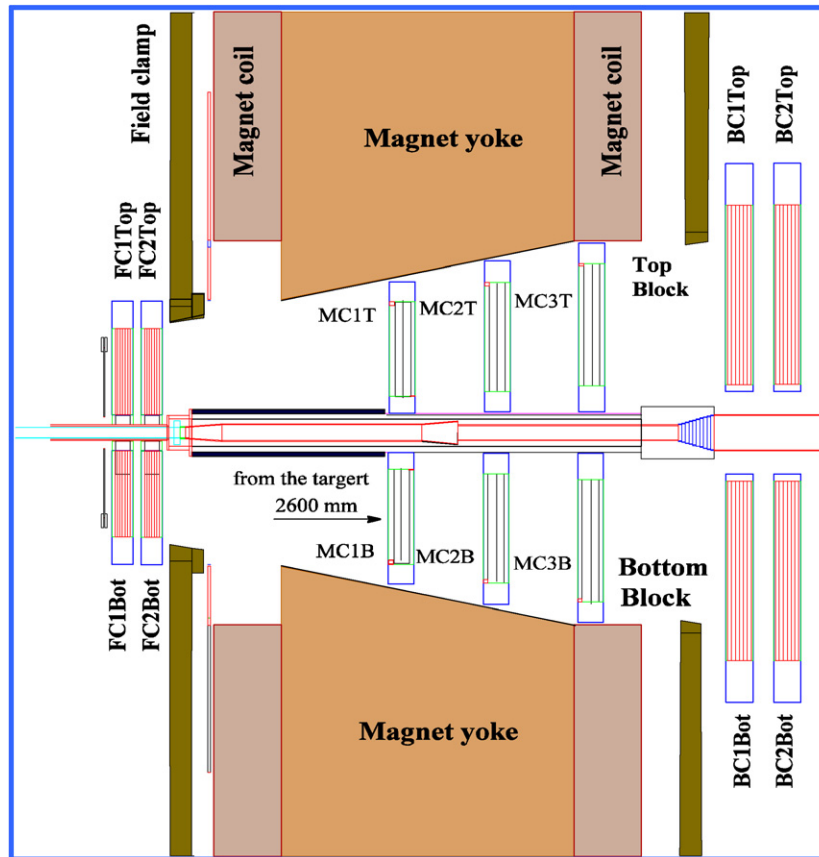 Field clamp
Magnet coil
Magnet yoke
Magnet coil
BC1Top
BC2Top
FC1Top
FC2Top
MC1T
MC2T
MC3T
Top
Block
from the targert
2600 mm
MC1B
MC2B
MC3B
Bottom
Block
FC1Bot
FC2Bot
Magnet yoke
BC1Bot
BC2Bot